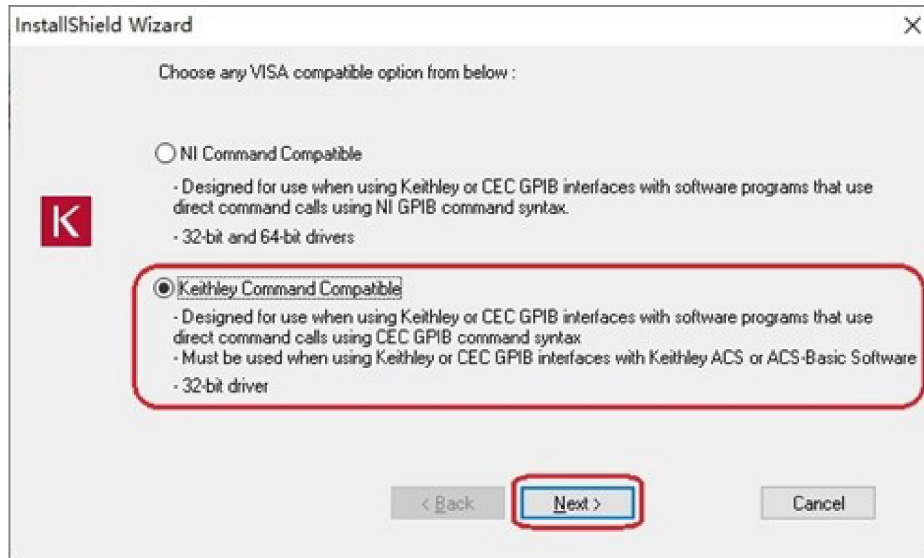 InstallShield Wizard
Choose any VISA compatible option from below :
NI Command Compatible
- Designed for use when using Keithley or CEC GPIB interfaces with software programs that use
direct command calls using NI GPIB command syntax.
- 32-bit and 64-bit drivers
K
Keithley Command Compatible
- Designed for use when using Keithley or CEC GPIB interfaces with software programs that use
direct command calls using CEC GPIB command syntax
- Must be used when using Keithley or CEC GPIB interfaces with Keithley ACS or ACS-Basic Software
- 32-bit driver
< Back Next > Cancel